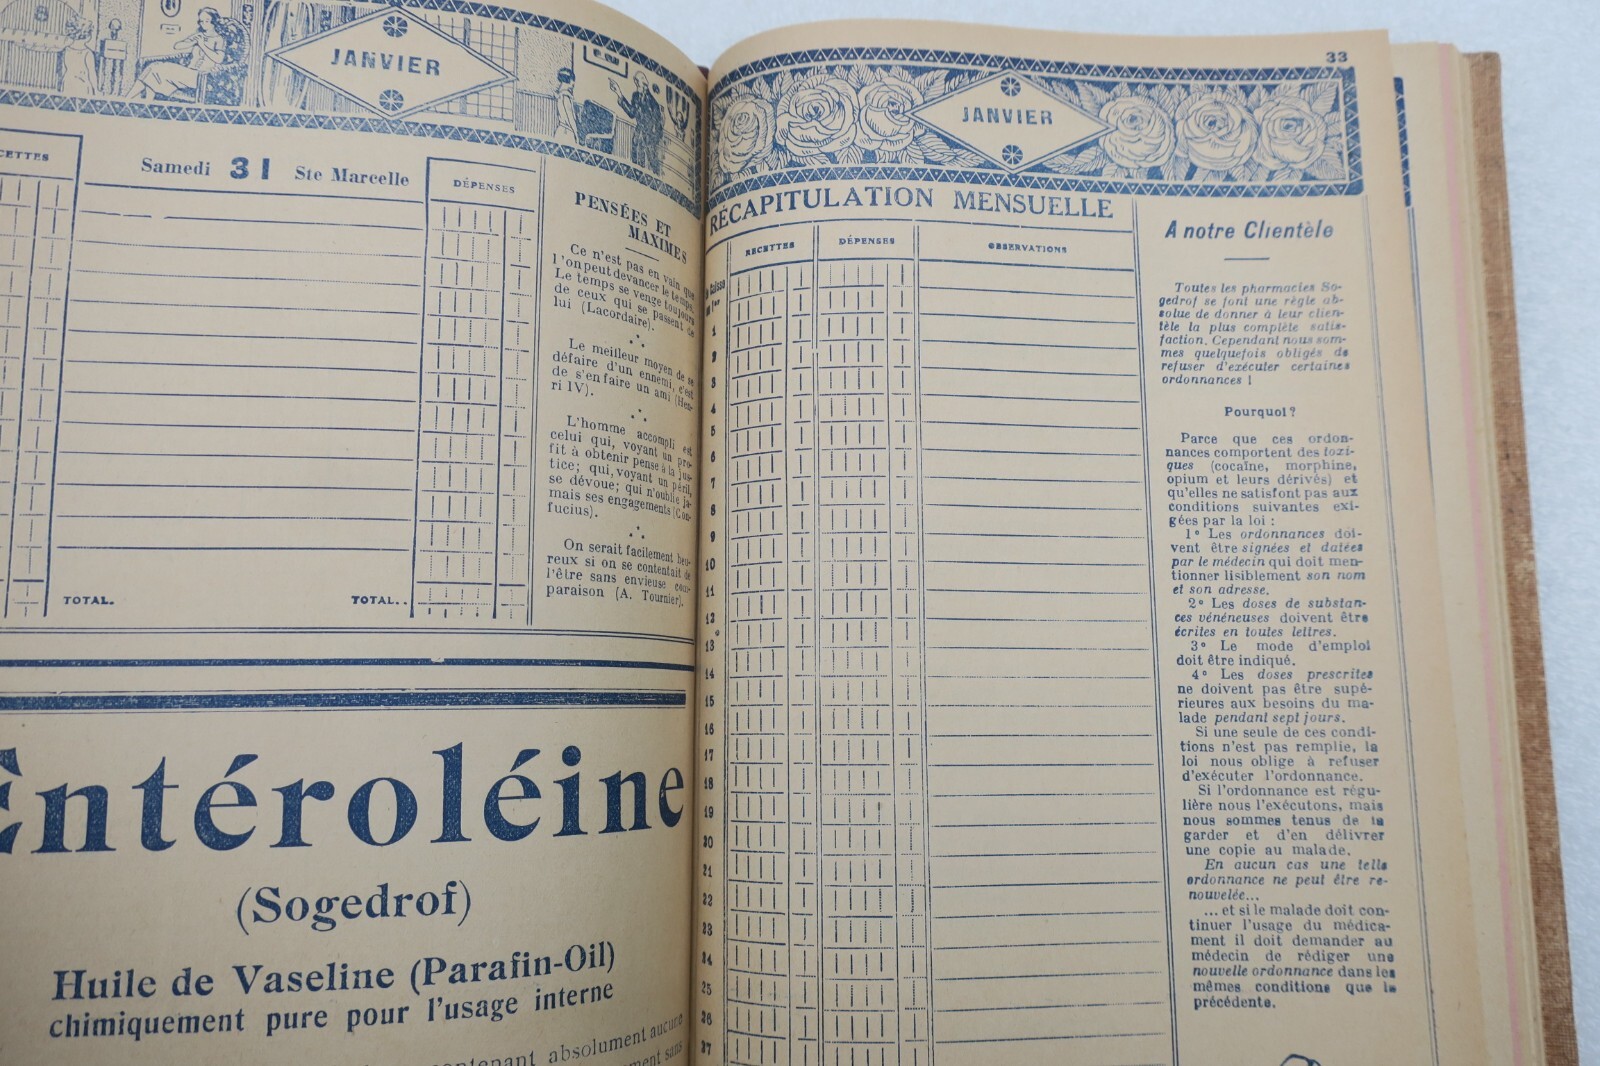 JANVIER
Samedi 31 Ste Marcelle
DÉPENSES
TOTAL.
TOTAL..
PENSÉES ET
MAXIMES
Ce n'est pas en vain que
l'on peut devancer le temps.
Le temps se venge toujours
de ceux qui se passent de
lui (Lacordaire).
Le meilleur moyen de se
défaire d'un ennemi, c'est
de s'en faire un ami (Hen-
ri IV).
L'homme accompli est
celui qui, voyant un pro-
fit à obtenir pense à la jus-
tice; qui, voyant un péril,
se dévoue; qui n'oublie ja-
mais ses engagements (Con-
fucius).
On serait facilement heu-
reux si on se contentait de
l'être sans envieuse com-
paraison (A. Tournier).
Entéroléine
(Sogedrof)
Huile de Vaseline (Parafin-Oil)
chimiquement pure pour l'usage interne
absolument aucune
33
JANVIER
RÉCAPITULATION MENSUELLE
RECETTES
DÉPENSES
OBSERVATIONS
1
2
3
4
5
6
7
8
9
10
11
12
13
14
15
16
17
18
19
20
21
22
23
24
25
26
27
A notre Clientèle
Toutes les pharmacies So-
gedrof se font une règle ab-
solue de donner à leur clien-
tèle la plus complète satis-
faction. Cependant nous som-
mes quelquefois obligés de
refuser d'exécuter certaines
ordonnances !
Pourquoi ?
Parce que ces ordon-
nances comportent des toxi-
ques (cocaïne, morphine,
opium et leurs dérivés) et
qu'elles ne satisfont pas aux
conditions suivantes exi-
gées par la loi :
1° Les ordonnances doi-
vent être signées et datées
par le médecin qui doit men-
tionner lisiblement son nom
et son adresse.
2° Les doses de substan-
ces vénéneuses doivent être
écrites en toutes lettres.
3° Le mode d'emploi
doit être indiqué.
4° Les doses prescrites
ne doivent pas être supé-
rieures aux besoins du ma-
lade pendant sept jours.
Si une seule de ces condi-
tions n'est pas remplie, la
loi nous oblige à refuser
d'exécuter l'ordonnance.
Si l'ordonnance est régu-
lière nous l'exécutons, mais
nous sommes tenus de la
garder et d'en délivrer
une copie au malade.
En aucun cas une telle
ordonnance ne peut être re-
nouvelée...
... et si le malade doit con-
tinuer l'usage du médica-
ment il doit demander au
médecin de rédiger une
nouvelle ordonnance dans les
mêmes conditions que la
précédente.